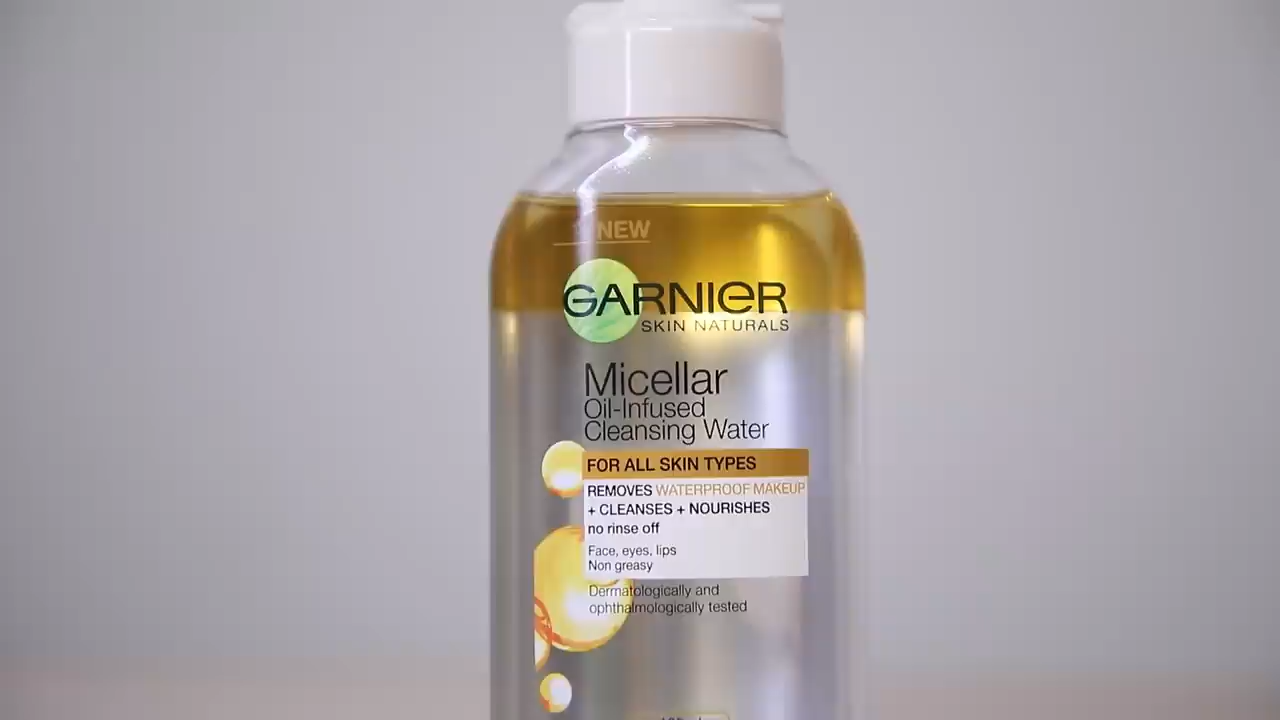 NEW
GARNIER
SKIN NATURALS
Micellar
Oil-Infused
Cleansing Water
FOR ALL SKIN TYPES
REMOVES WATERPROOF MAKEUP
+ CLEANSES + NOURISHES
no rinse off
Face, eyes, lips
Non greasy
Dermatologically and
ophthalmologically tested